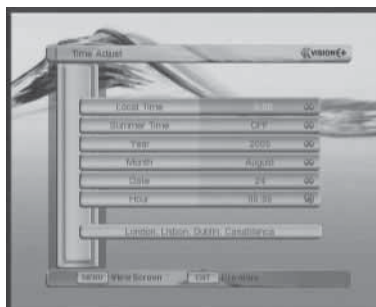 Time Adjust VISION
Local Time
Summer Time OFF
Year 2005
Month August
Date 24
Hour
London, Lisbon, Dublin, Casablanca
MENU View Screen EXIT